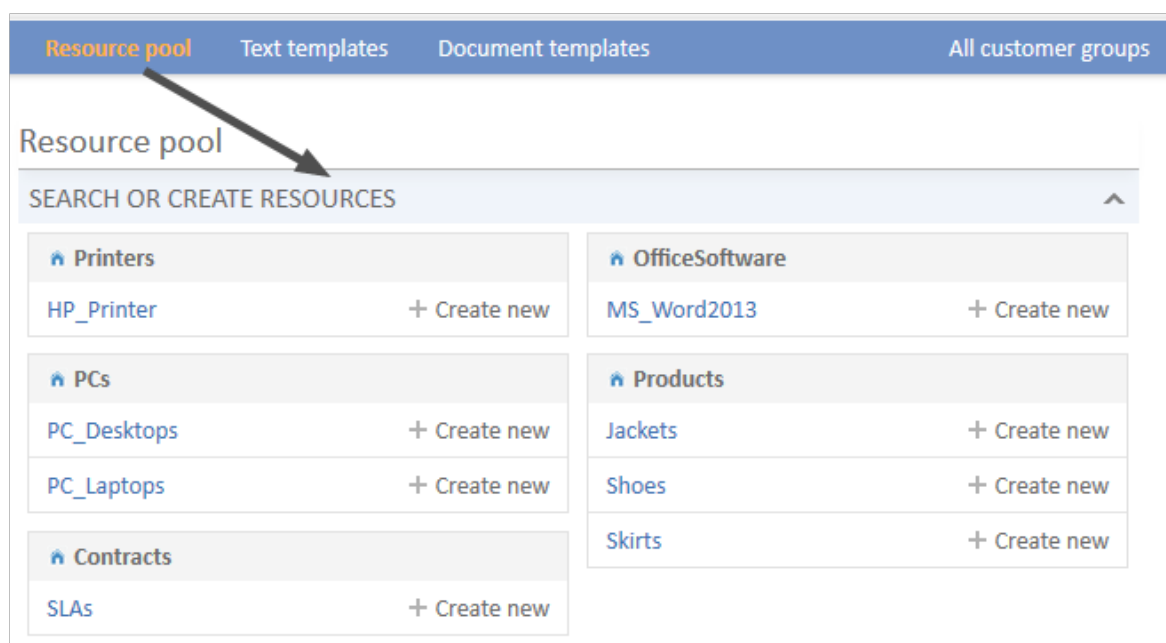 Resource pool Text templates Document templates All customer groups
Resource pool
SEARCH OR CREATE RESOURCES
Printers
HP_Printer + Create new
PCs
PC_Desktops + Create new
PC_Laptops + Create new
Contracts
SLAs + Create new
OfficeSoftware
MS_Word2013 + Create new
Products
Jackets + Create new
Shoes + Create new
Skirts + Create new